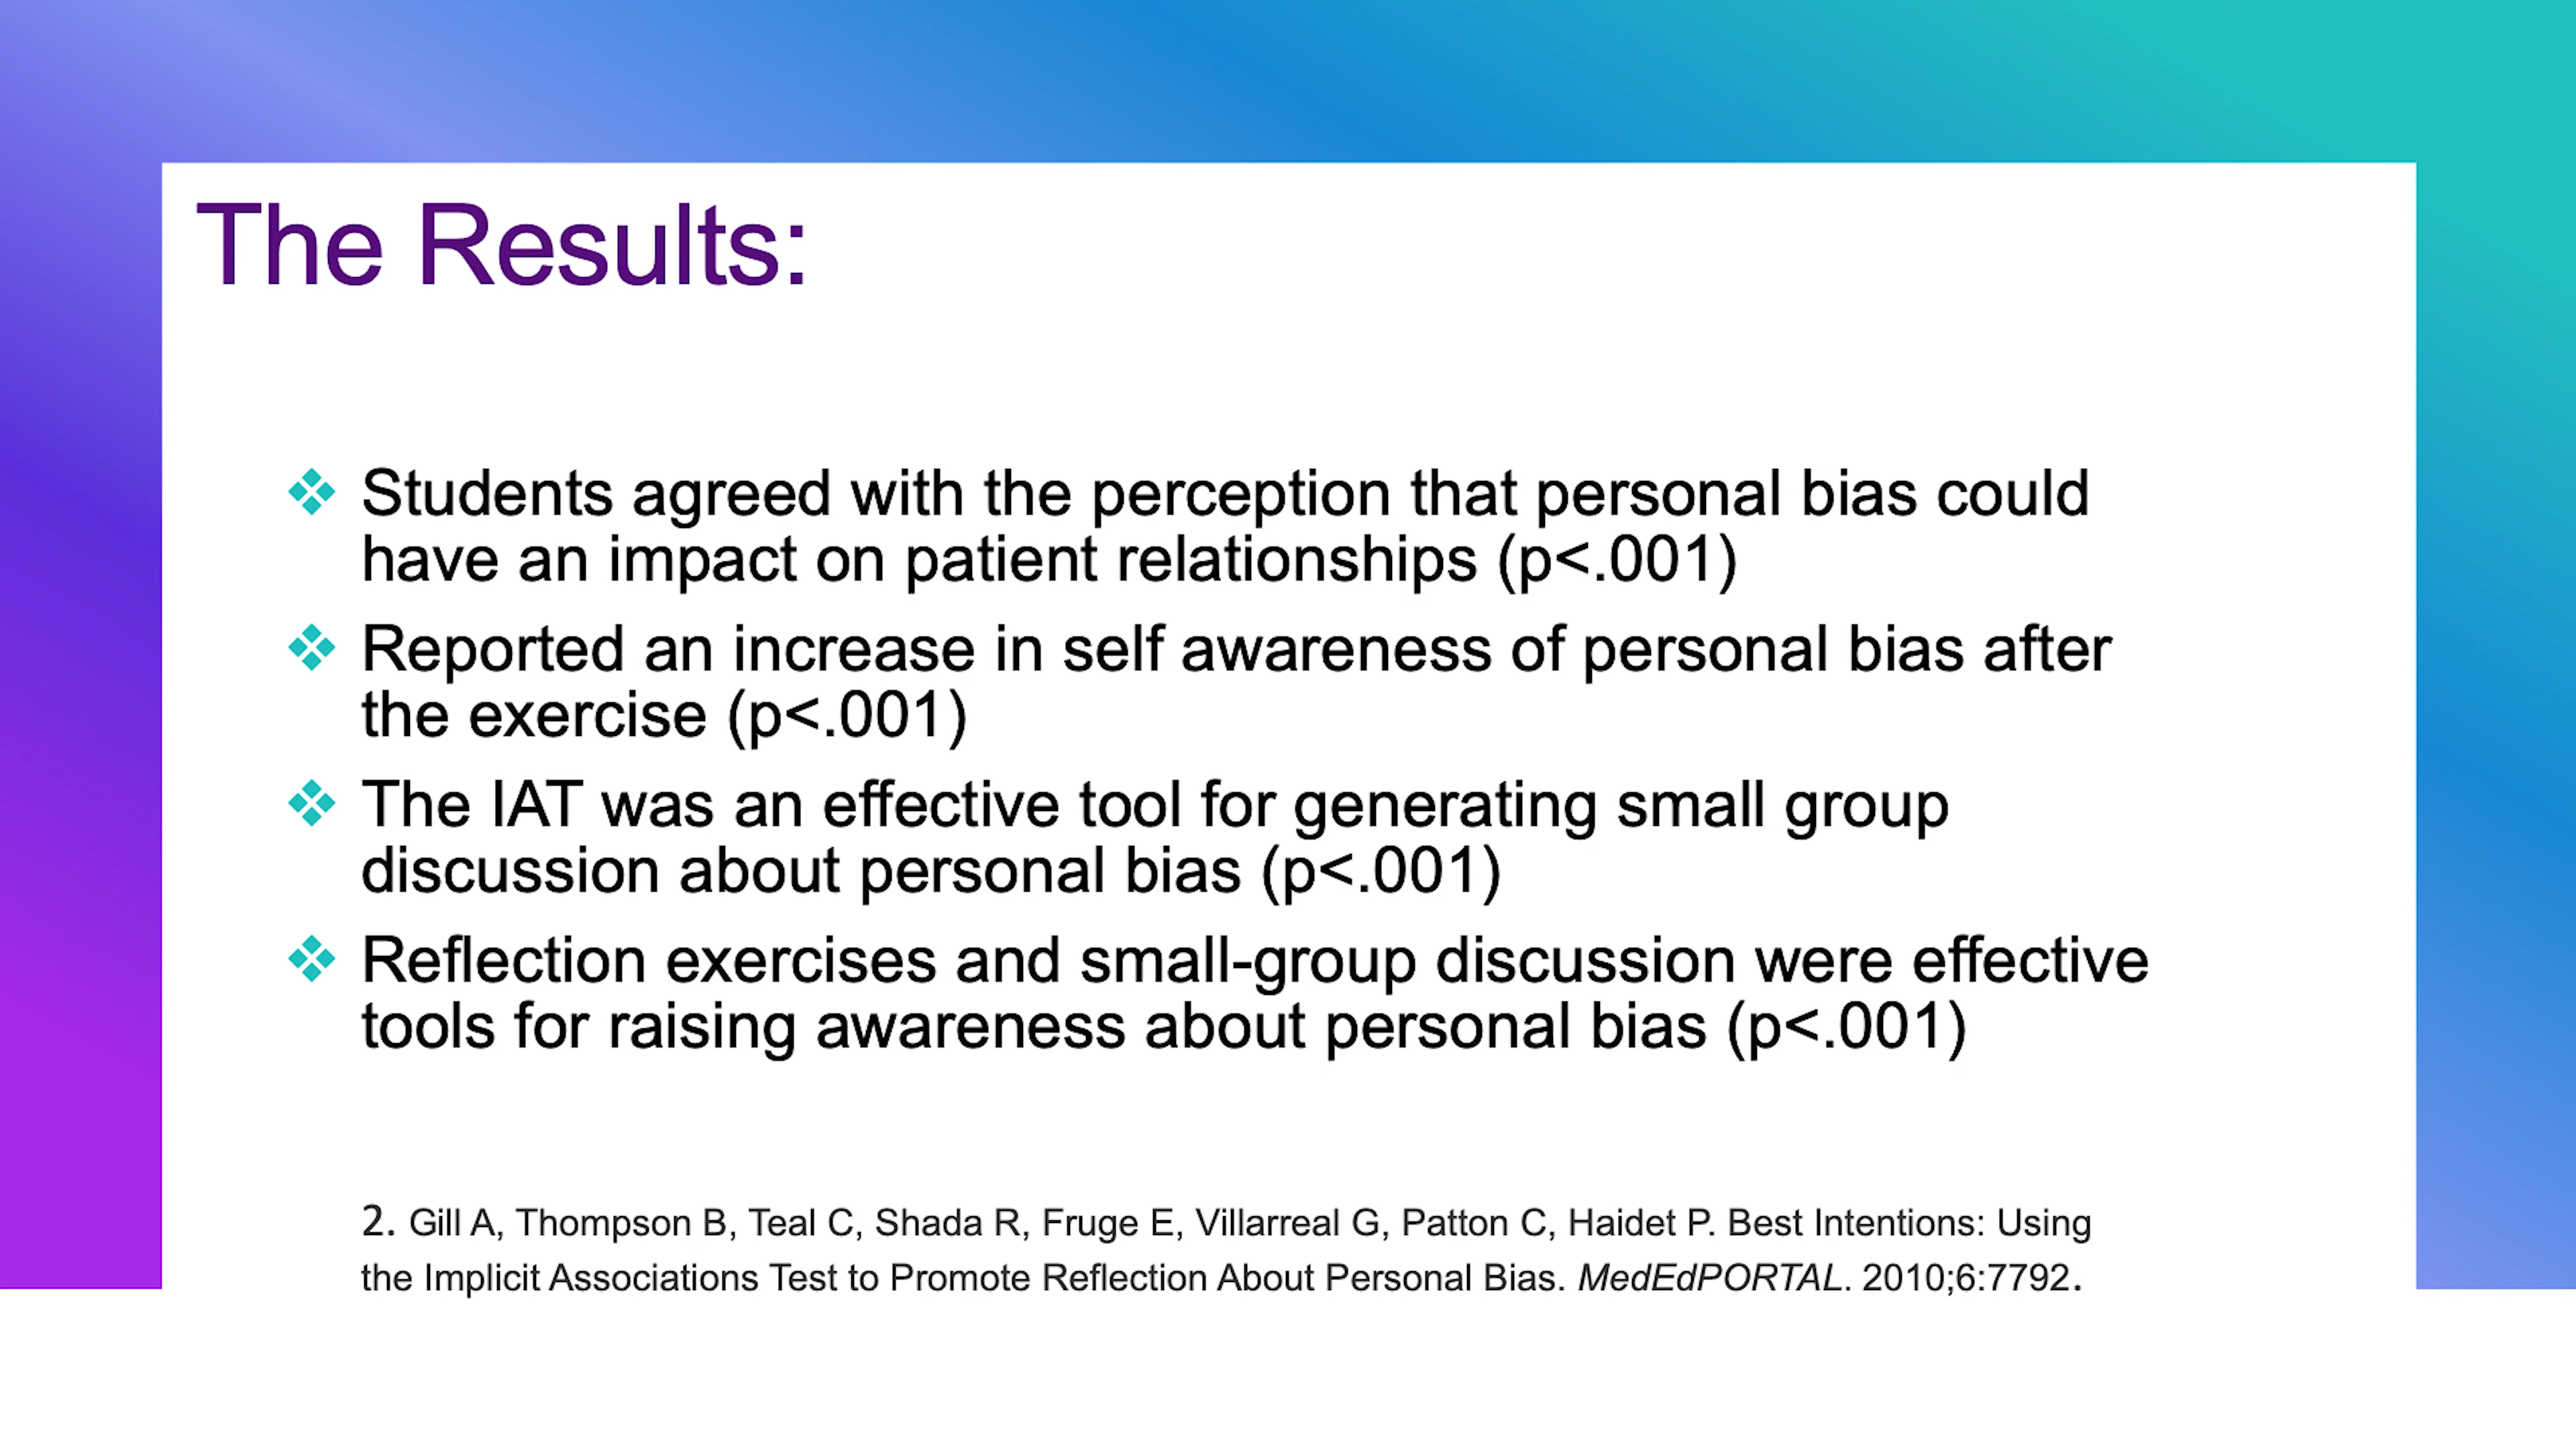 The Results:
❖ Students agreed with the perception that personal bias could
have an impact on patient relationships (p<.001)
❖ Reported an increase in self awareness of personal bias after
the exercise (p<.001)
❖ The IAT was an effective tool for generating small group
discussion about personal bias (p<.001)
❖ Reflection exercises and small-group discussion were effective
tools for raising awareness about personal bias (p<.001)
2. Gill A, Thompson B, Teal C, Shada R, Fruge E, Villarreal G, Patton C, Haidet P. Best Intentions: Using
the Implicit Associations Test to Promote Reflection About Personal Bias. MedEdPORTAL. 2010;6:7792.